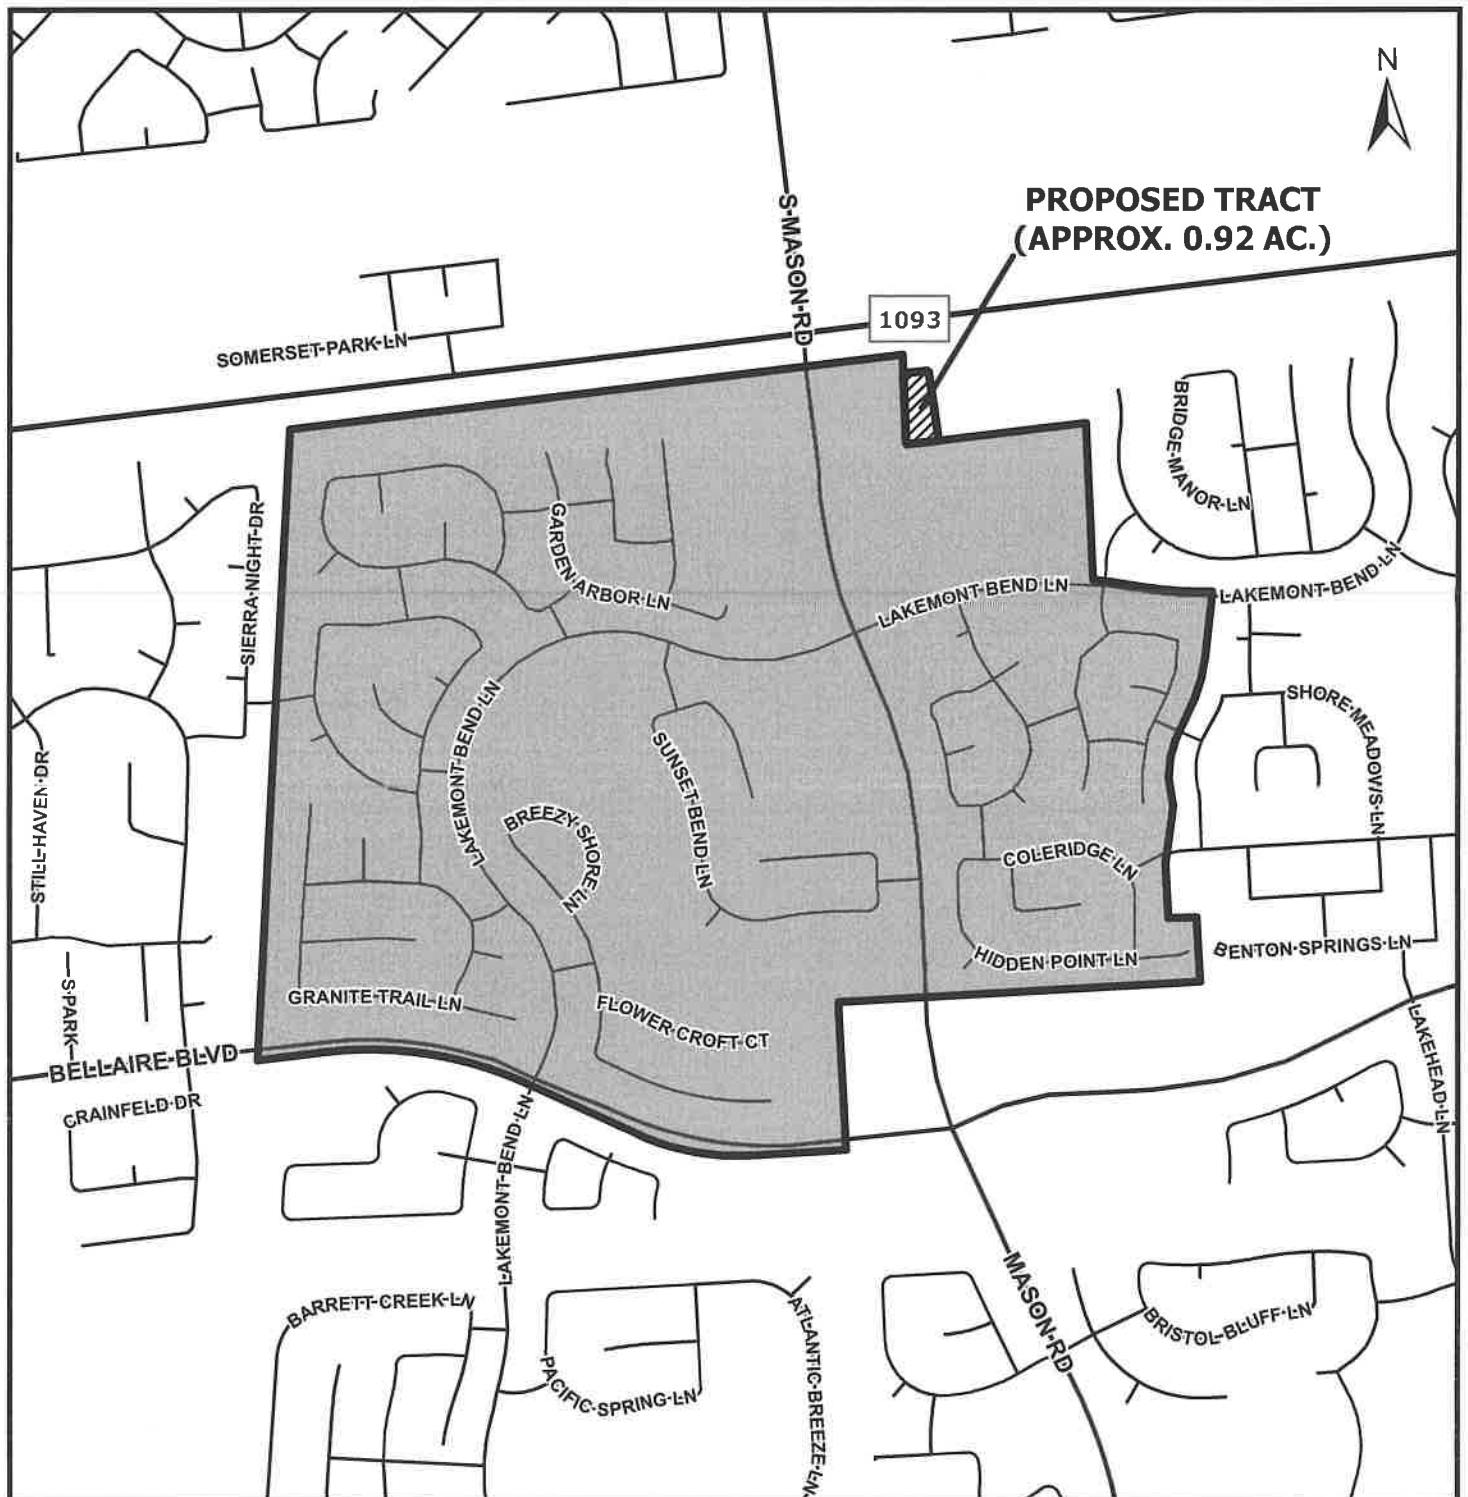 N
PROPOSED TRACT
(APPROX. 0.92 AC.)
S-MASON-RD
1093
SOMERSET-PARK-LN
BRIDGE-MANOR-LN
SIERRA-NIGHT-DR
GARDEN-ARBOR-LN
LAKEMONT-BEND-LN
LAKEMONT-BEND-LN
LAKEMONT-BEND-LN
SHORE-MEADOWS-LN
STILL-HAVEN-DR
SUNSET-BEND-LN
BREEZY-SHORE-LN
COLERIDGE-LN
HIDDEN POINT-LN
BENTON-SPRINGS-LN
S-PARK
GRANITE-TRAIL-LN
FLOWER-CROFT-CT
LAKEHEAD-LN
BELLAIRE-BLVD
CRAINFELD-DR
LAKEMONT-BEND-LN
MASON-RD
BARRETT-CREEK-LN
BRISTOL-BLUFF-LN
ATLANTIC-BREEZE-LN
PACIFIC-SPRING-LN